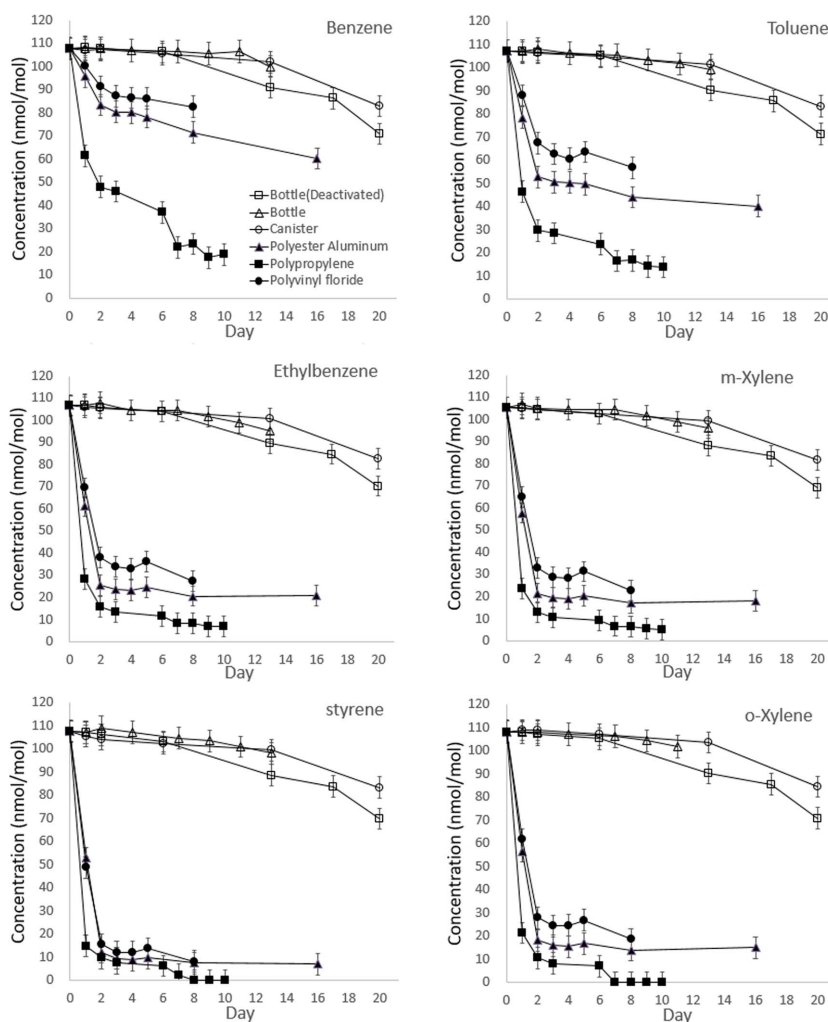 Benzene
Concentration (nmol/mol)
120
110
100
90
80
70
60
50
40
30
20
10
0
Bottle(Deactivated)
Bottle
Canister
Polyester Aluminum
Polypropylene
Polyvinyl floride
0 2 4 6 8 10 12 14 16 18 20
Day
Toluene
Concentration (nmol/mol)
120
110
100
90
80
70
60
50
40
30
20
10
0
0 2 4 6 8 10 12 14 16 18 20
Day
Ethylbenzene
Concentration (nmol/mol)
120
110
100
90
80
70
60
50
40
30
20
10
0
0 2 4 6 8 10 12 14 16 18 20
Day
m-Xylene
Concentration (nmol/mol)
120
110
100
90
80
70
60
50
40
30
20
10
0
0 2 4 6 8 10 12 14 16 18 20
Day
styrene
Concentration (nmol/mol)
120
110
100
90
80
70
60
50
40
30
20
10
0
0 2 4 6 8 10 12 14 16 18 20
Day
o-Xylene
Concentration (nmol/mol)
120
110
100
90
80
70
60
50
40
30
20
10
0
0 2 4 6 8 10 12 14 16 18 20
Day